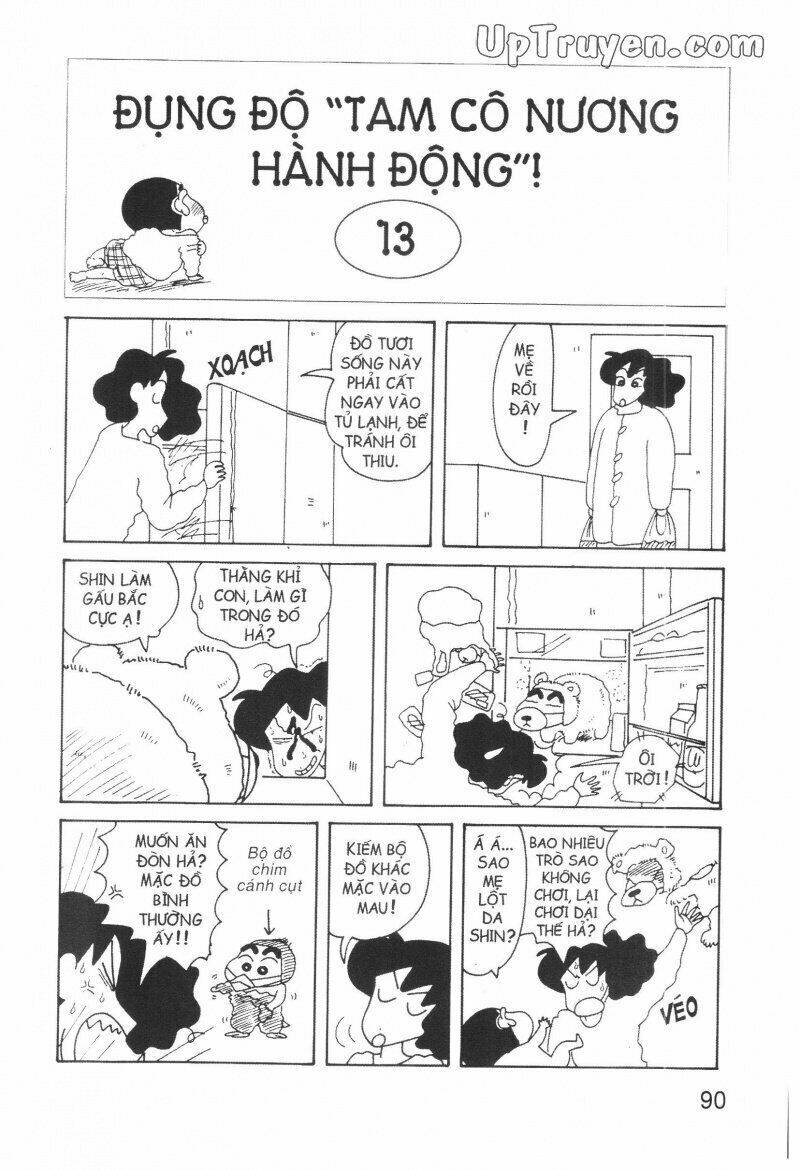 UpTruyen.com
ĐỤNG ĐỘ "TAM CÔ NƯƠNG
HÀNH ĐỘNG"!
13
MẸ
VỀ
RỒI
ĐÂY
!
ĐỒ TƯƠI
SỐNG NÀY
PHẢI CẤT
NGAY VÀO
TỦ LẠNH, ĐỂ
TRÁNH ÔI
THIU.
XOẠCH
ÔI
TRỜI!
THẰNG KHỈ
CON, LÀM GÌ
TRONG ĐÓ
HẢ?
SHIN LÀM
GẤU BẮC
CỰC Ạ!
BAO NHIÊU
TRÒ SAO
KHÔNG
CHƠI, LẠI
CHƠI DẠI
THẾ HẢ?
Á Á...
SAO
MẸ
LỘT
DA
SHIN?
VÉO
KIẾM BỘ
ĐỒ KHÁC
MẶC VÀO
MAU!
Bộ đồ
chim
cánh cụt
MUỐN ĂN
ĐÒN HẢ?
MẶC ĐỒ
BÌNH
THƯỜNG
ẤY!!
90